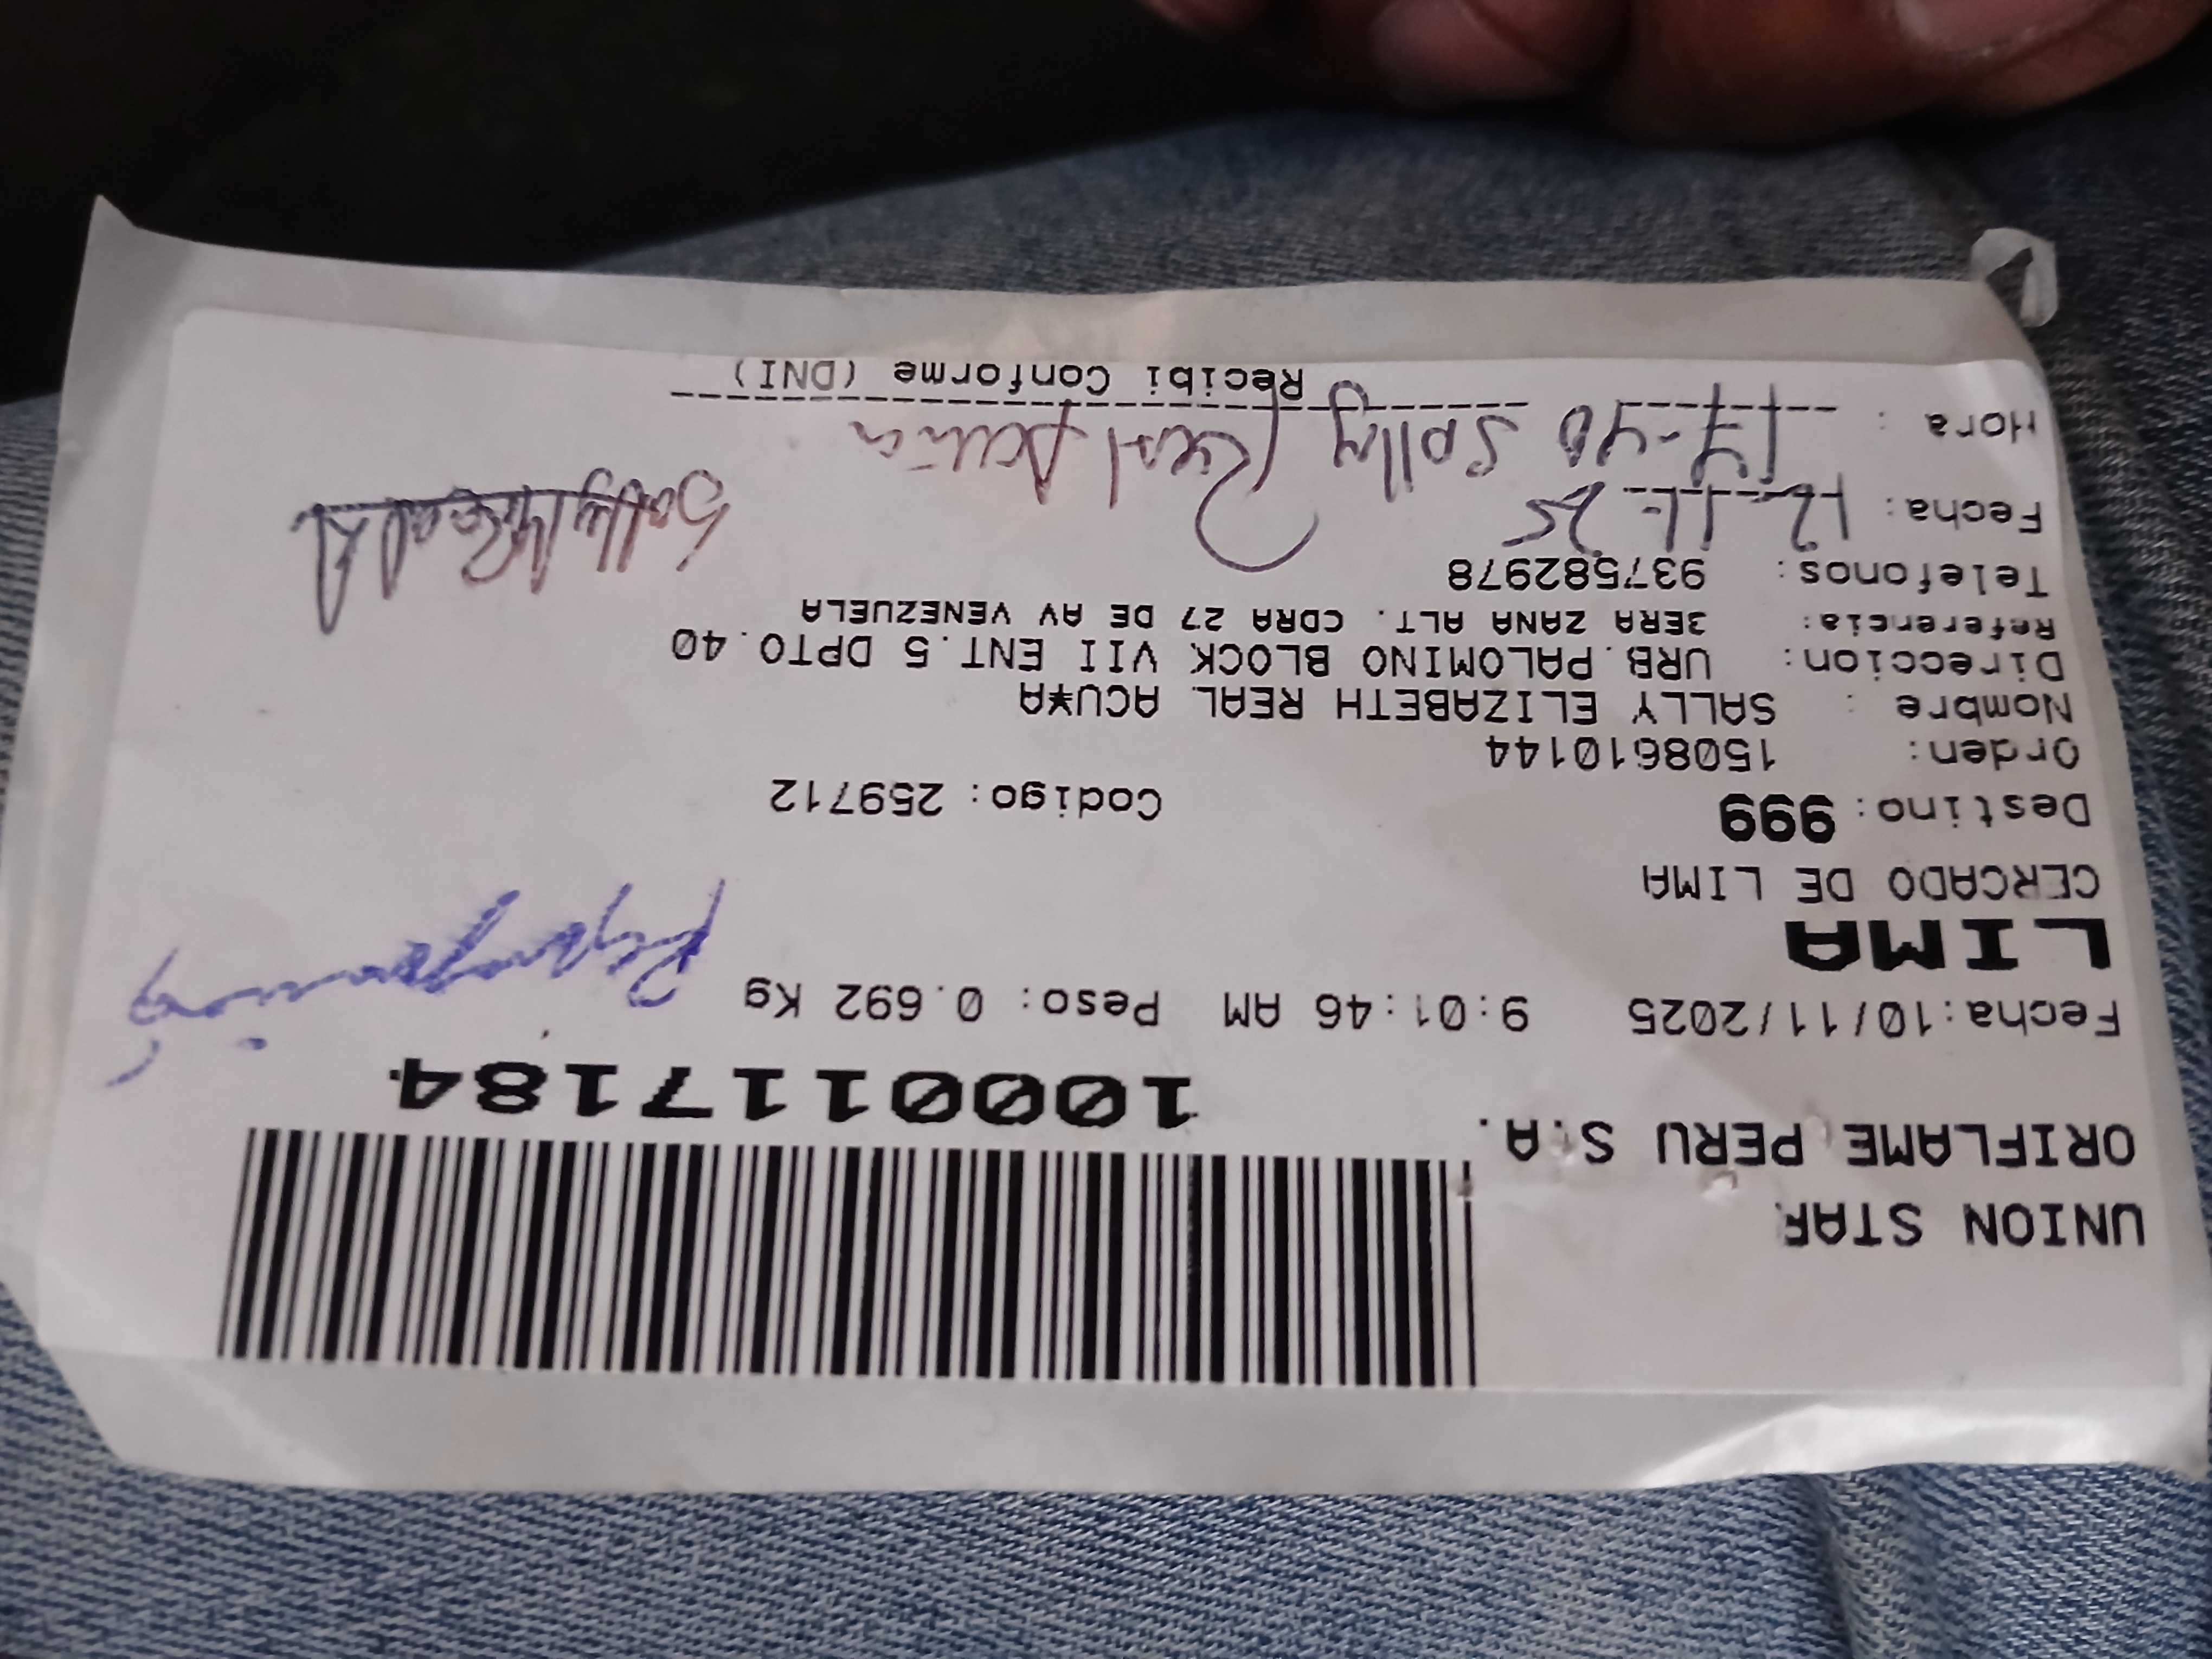 UNION STAR
ORIFLAME PERU S.A.
1000117184
Fecha:10/11/2025 9:01:46 AM Peso: 0.692 Kg
LIMA
CERCADO DE LIMA
Destino: 999 Codigo: 259712
Orden: 1508610144
Nombre : SALLY ELIZABETH REAL ACU¥A
Direccion: URB.PALOMINO BLOCK VII ENT.5 DPTO.40
Referencia: 3ERA ZANA ALT. CDRA 27 DE AV VENEZUELA
Telefonos: 937582978
Fecha: 12-11-25
Hora : 17-40 Sally Real Acuña
Recibi Conforme (DNI)